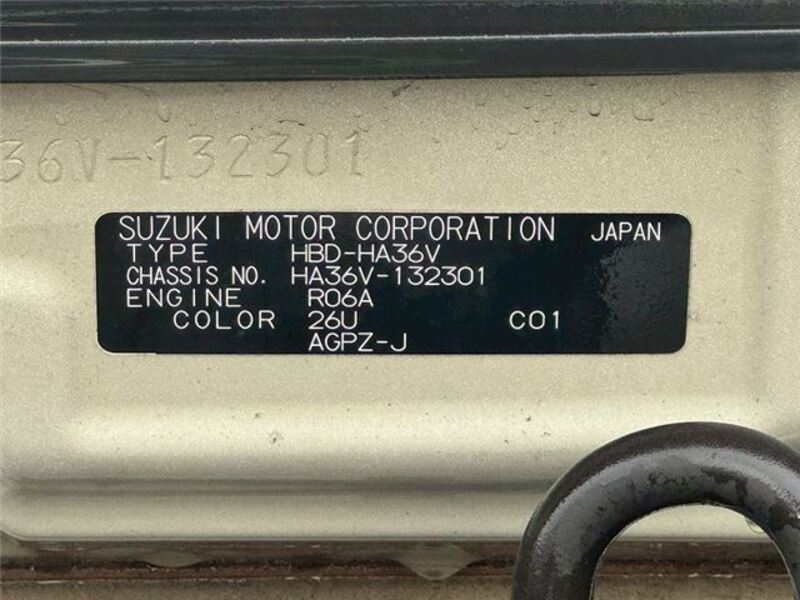 36V-132301
SUZUKI MOTOR CORPORATION JAPAN
TYPE HBD-HA36V
CHASSIS NO. HA36V-132301
ENGINE R06A
COLOR 26U C01
AGPZ-J